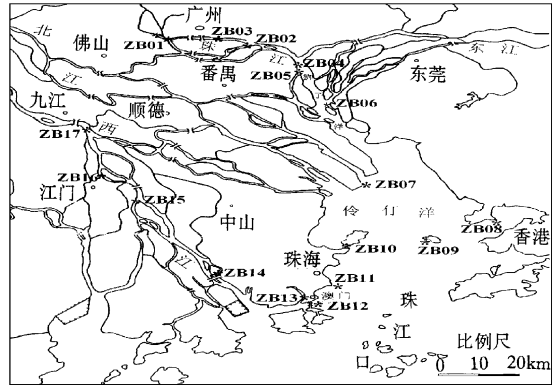 广州
北
佛山
ZB01
ZB03
珠
ZB02
江
ZB04
东江
番禺
ZB05
东莞
江
九江
顺德
ZB06
ZB17
西
ZB16
江门
ZB15
ZB07
中山
伶仃洋
ZB08
香港
ZB10
ZB09
江
ZB14
珠海
ZB11
珠
ZB13
澳门
ZB12
江
口
比例尺
0 10 20km